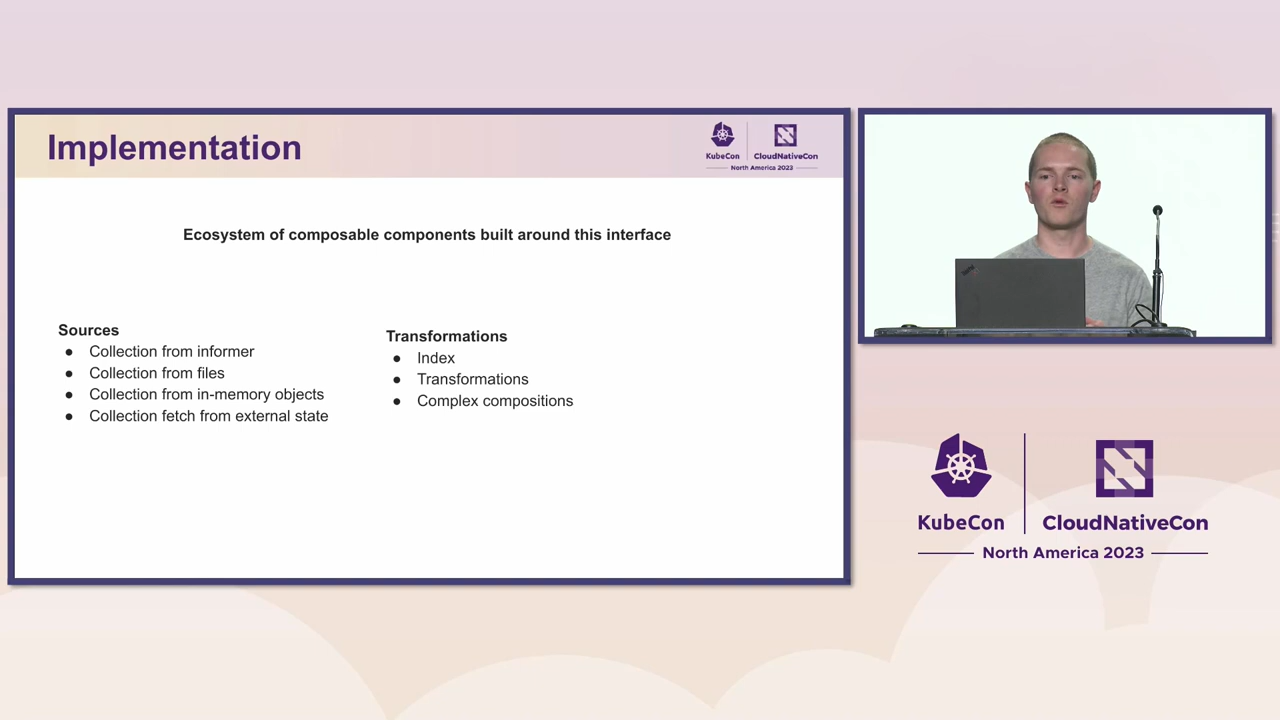 Implementation
KubeCon
CloudNativeCon
North America 2023
Ecosystem of composable components built around this interface
Sources
● Collection from informer
● Collection from files
● Collection from in-memory objects
● Collection fetch from external state
Transformations
● Index
● Transformations
● Complex compositions
KubeCon
CloudNativeCon
North America 2023